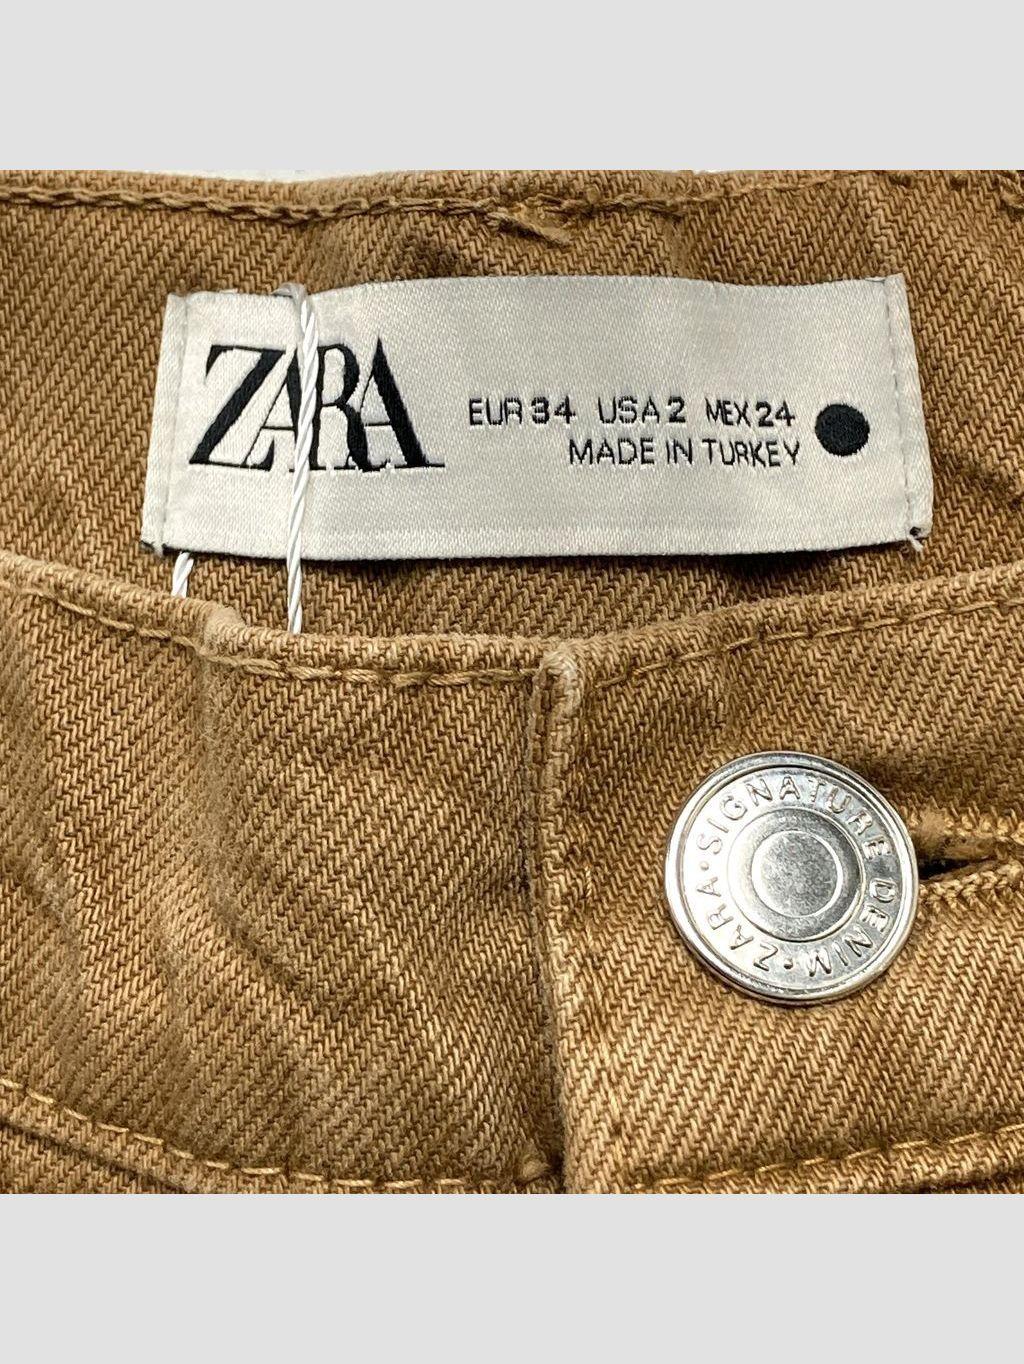 ZARA
EUR 34 USA 2 MEX 24
MADE IN TURKEY
ZARA • SIGNATURE DENIM •